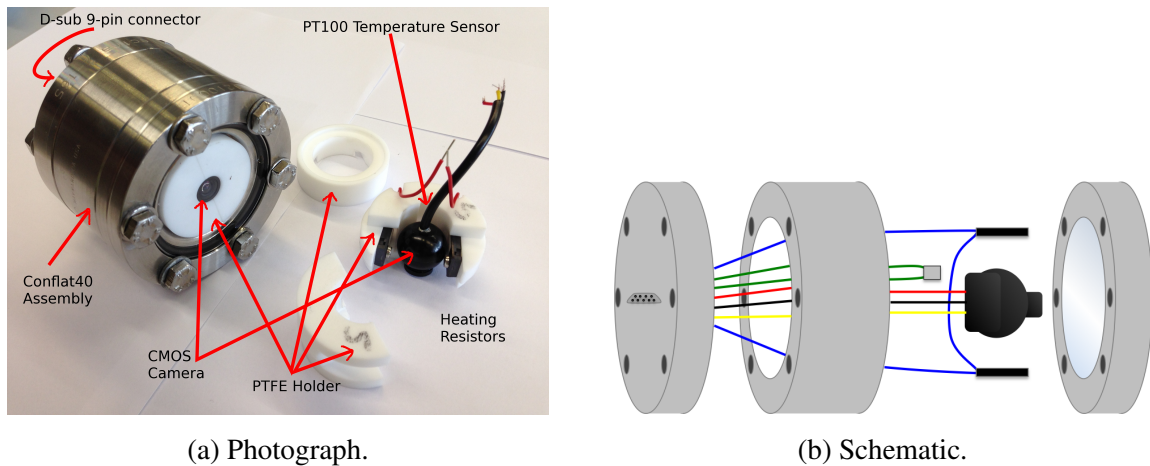 D-sub 9-pin connector
PT100 Temperature Sensor
Conflat40
Assembly
CMOS
Camera
PTFE Holder
Heating
Resistors
(a) Photograph.
(b) Schematic.